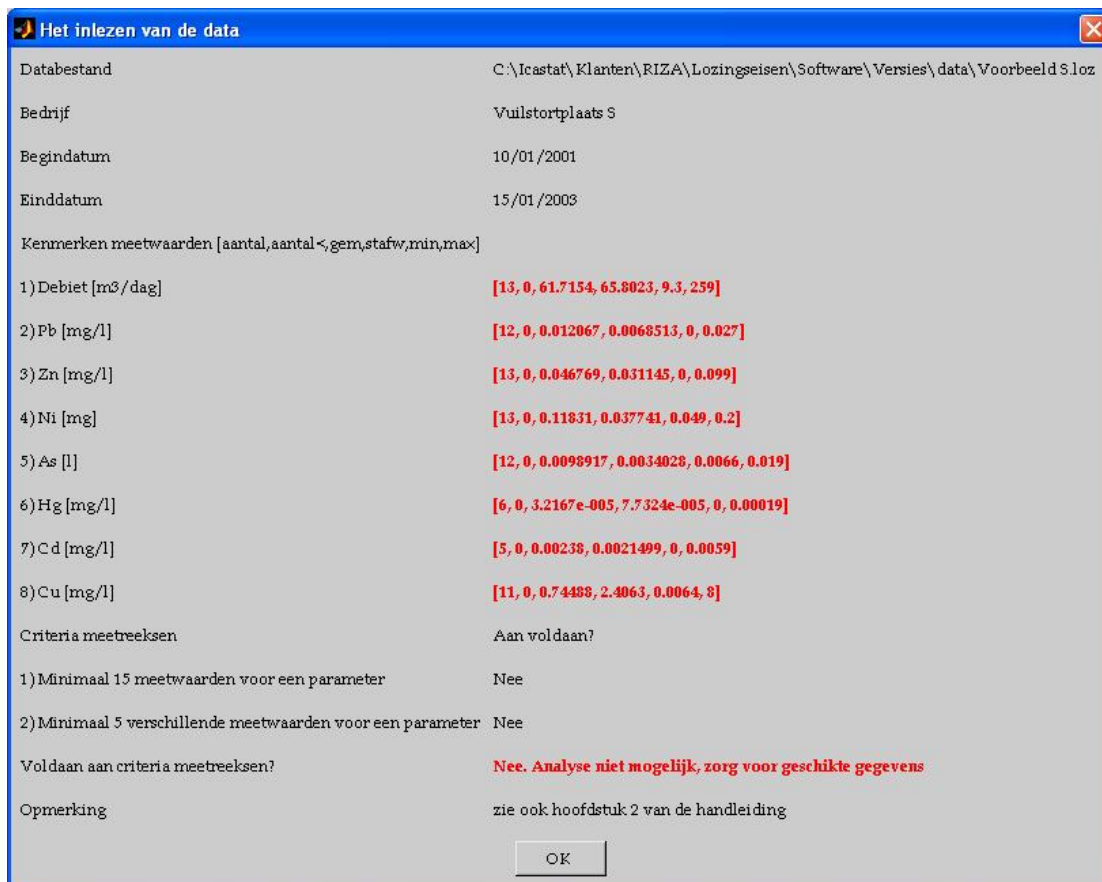 Het inlezen van de data
Databestand C:\Icastat\Klanten\RIZA\Lozingseisen\Software\Versies\data\Voorbeeld S.loz
Bedrijf Vuilstortplaats S
Begindatum 10/01/2001
Einddatum 15/01/2003
Kenmerken meetwaarden [aantal,aantal<,gem,stafw,min,max]
1) Debiet [m3/dag] [13, 0, 61.7154, 65.8023, 9.3, 259]
2) Pb [mg/l] [12, 0, 0.012067, 0.0068513, 0, 0.027]
3) Zn [mg/l] [13, 0, 0.046769, 0.031145, 0, 0.099]
4) Ni [mg] [13, 0, 0.11831, 0.037741, 0.049, 0.2]
5) As [l] [12, 0, 0.0098917, 0.0034028, 0.0066, 0.019]
6) Hg [mg/l] [6, 0, 3.2167e-005, 7.7324e-005, 0, 0.00019]
7) Cd [mg/l] [5, 0, 0.00238, 0.0021499, 0, 0.0059]
8) Cu [mg/l] [11, 0, 0.74488, 2.4063, 0.0064, 8]
Criteria meetreeksen Aan voldaan?
1) Minimaal 15 meetwaarden voor een parameter Nee
2) Minimaal 5 verschillende meetwaarden voor een parameter Nee
Voldaan aan criteria meetreeksen? Nee. Analyse niet mogelijk, zorg voor geschikte gegevens
Opmerking zie ook hoofdstuk 2 van de handleiding
OK